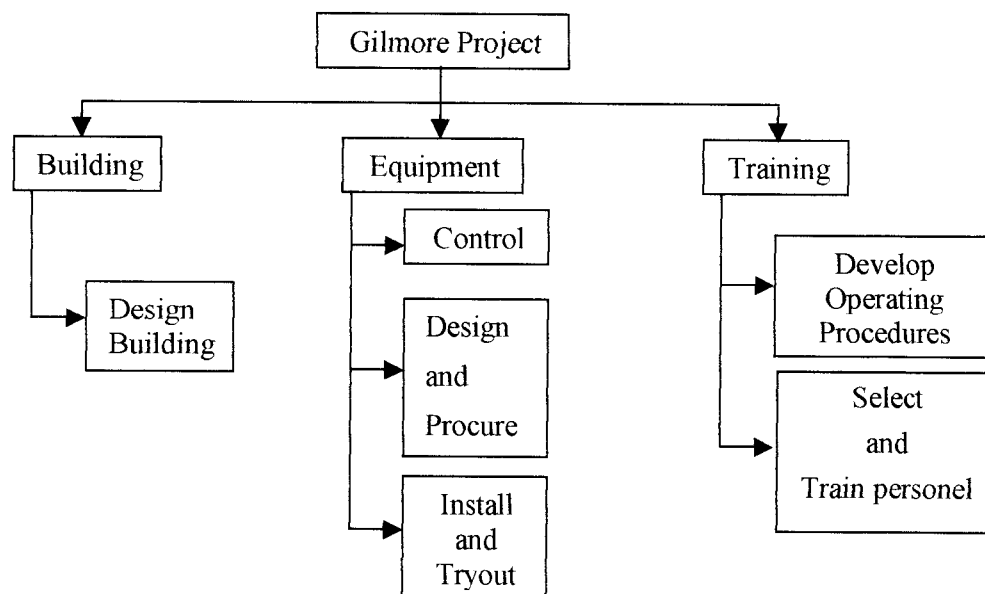 Gilmore Project
Building
Equipment
Training
Design
Building
Control
Design
and
Procure
Install
and
Tryout
Develop
Operating
Procedures
Select
and
Train personel